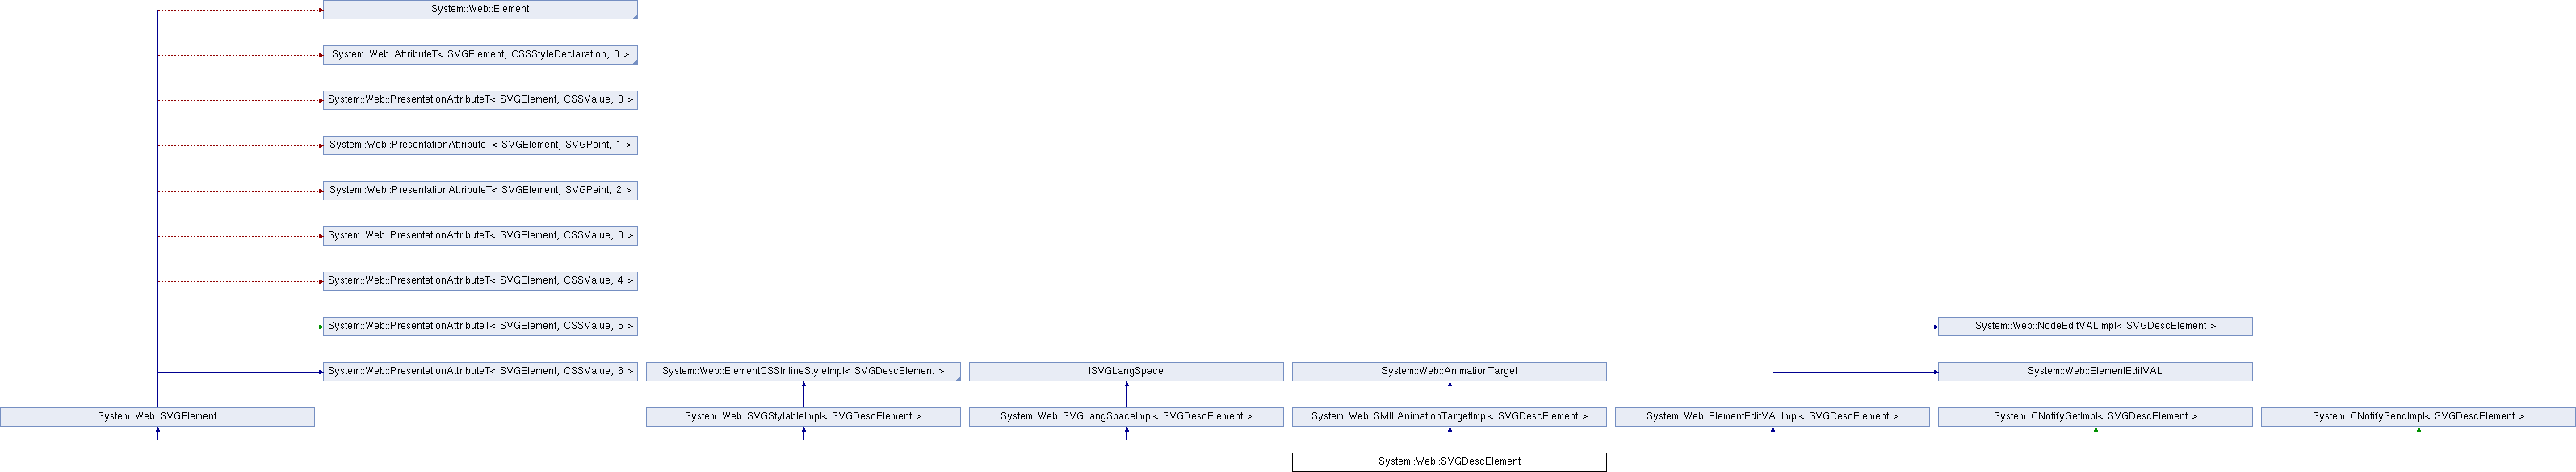 System::Web::Element
System::Web::AttributeT< SVGElement, CSSStyleDeclaration, 0 >
System::Web::PresentationAttributeT< SVGElement, CSSValue, 0 >
System::Web::PresentationAttributeT< SVGElement, SVGPaint, 1 >
System::Web::PresentationAttributeT< SVGElement, SVGPaint, 2 >
System::Web::PresentationAttributeT< SVGElement, CSSValue, 3 >
System::Web::PresentationAttributeT< SVGElement, CSSValue, 4 >
System::Web::PresentationAttributeT< SVGElement, CSSValue, 5 >
System::Web::NodeEditVALImpl< SVGDescElement >
System::Web::PresentationAttributeT< SVGElement, CSSValue, 6 >
System::Web::ElementCSSInlineStyleImpl< SVGDescElement >
ISVGLangSpace
System::Web::AnimationTarget
System::Web::ElementEditVAL
System::Web::SVGElement
System::Web::SVGStylableImpl< SVGDescElement >
System::Web::SVGLangSpaceImpl< SVGDescElement >
System::Web::SMILAnimationTargetImpl< SVGDescElement >
System::Web::ElementEditVALImpl< SVGDescElement >
System::CNotifyGetImpl< SVGDescElement >
System::CNotifySendImpl< SVGDescElement >
System::Web::SVGDescElement